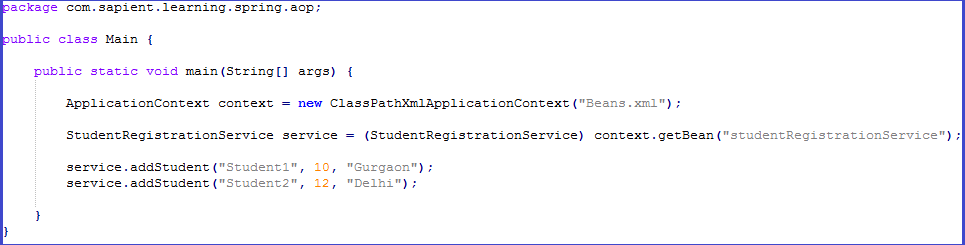 package com.sapient.learning.spring.aop;
public class Main {
public static void main(String[] args) {
ApplicationContext context = new ClassPathXmlApplicationContext("Beans.xml");
StudentRegistrationService service = (StudentRegistrationService) context.getBean("studentRegistrationService");
service.addStudent("Student1", 10, "Gurgaon");
service.addStudent("Student2", 12, "Delhi");
}
}